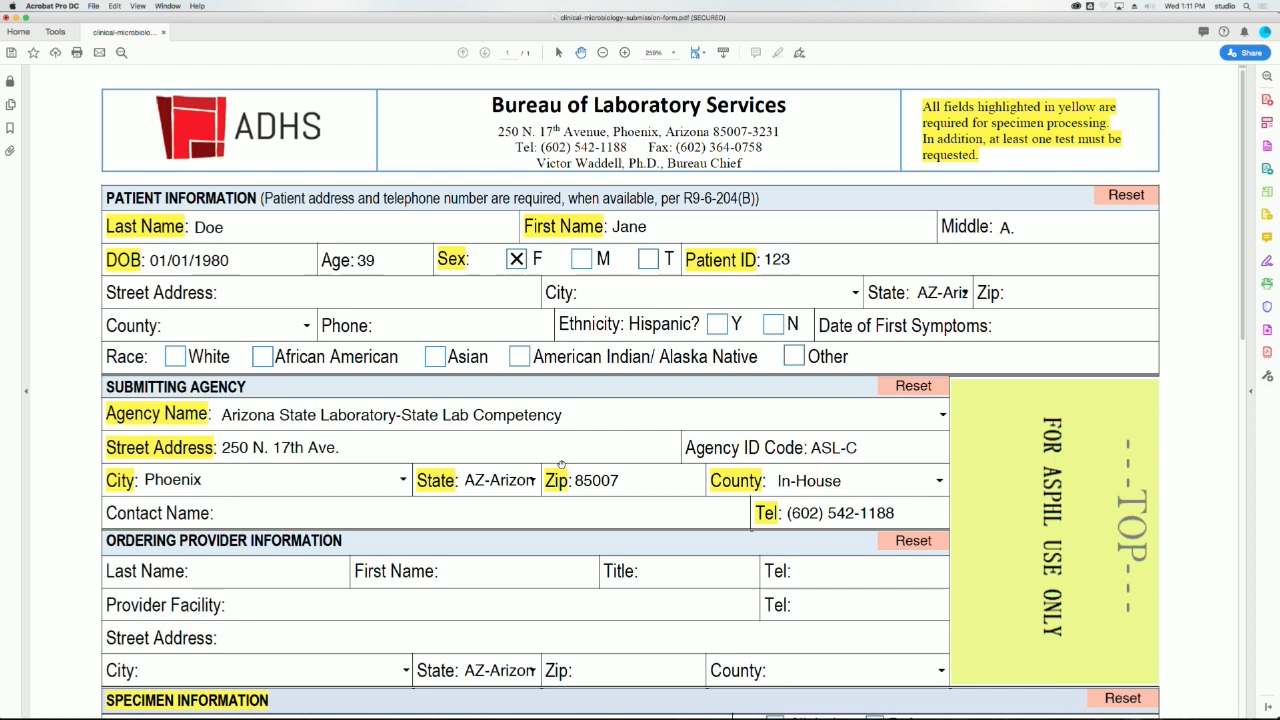 Acrobat Pro DC File Edit View Window Help Wed 1:11 PM studio
clinical-microbiology-submission-form.pdf (SECURED)
Home Tools clinical-microbiolo... ×
1 / 1 259% Share
ADHS
Bureau of Laboratory Services
250 N. 17th Avenue, Phoenix, Arizona 85007-3231
Tel: (602) 542-1188 Fax: (602) 364-0758
Victor Waddell, Ph.D., Bureau Chief
All fields highlighted in yellow are
required for specimen processing.
In addition, at least one test must be
requested.
PATIENT INFORMATION (Patient address and telephone number are required, when available, per R9-6-204(B)) Reset
Last Name: Doe First Name: Jane Middle: A.
DOB: 01/01/1980 Age: 39 Sex: F M T Patient ID: 123
Street Address: City: State: AZ-Ariz Zip:
County: Phone: Ethnicity: Hispanic? Y N Date of First Symptoms:
Race: White African American Asian American Indian/ Alaska Native Other
SUBMITTING AGENCY Reset
Agency Name: Arizona State Laboratory-State Lab Competency
Street Address: 250 N. 17th Ave. Agency ID Code: ASL-C
City: Phoenix State: AZ-Arizon Zip: 85007 County: In-House
Contact Name: Tel: (602) 542-1188
ORDERING PROVIDER INFORMATION Reset
Last Name: First Name: Title: Tel:
Provider Facility: Tel:
Street Address:
City: State: AZ-Arizon Zip: County:
----TOP----
FOR ASPHL USE ONLY
SPECIMEN INFORMATION Reset